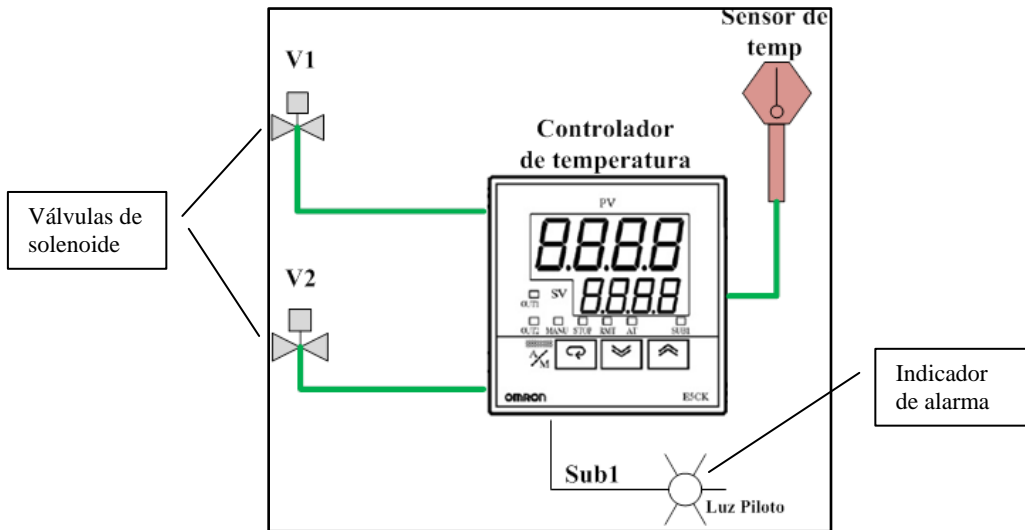 Sensor de
temp
V1
Controlador
de temperatura
PV
8.8.8.8
Válvulas de
solenoide
V2
OUT1
SV
8.8.8.8
OUT2 MANU STOP RMT AT SUB1
A/M
OMRON
E5CK
Indicador
de alarma
Sub1
Luz Piloto